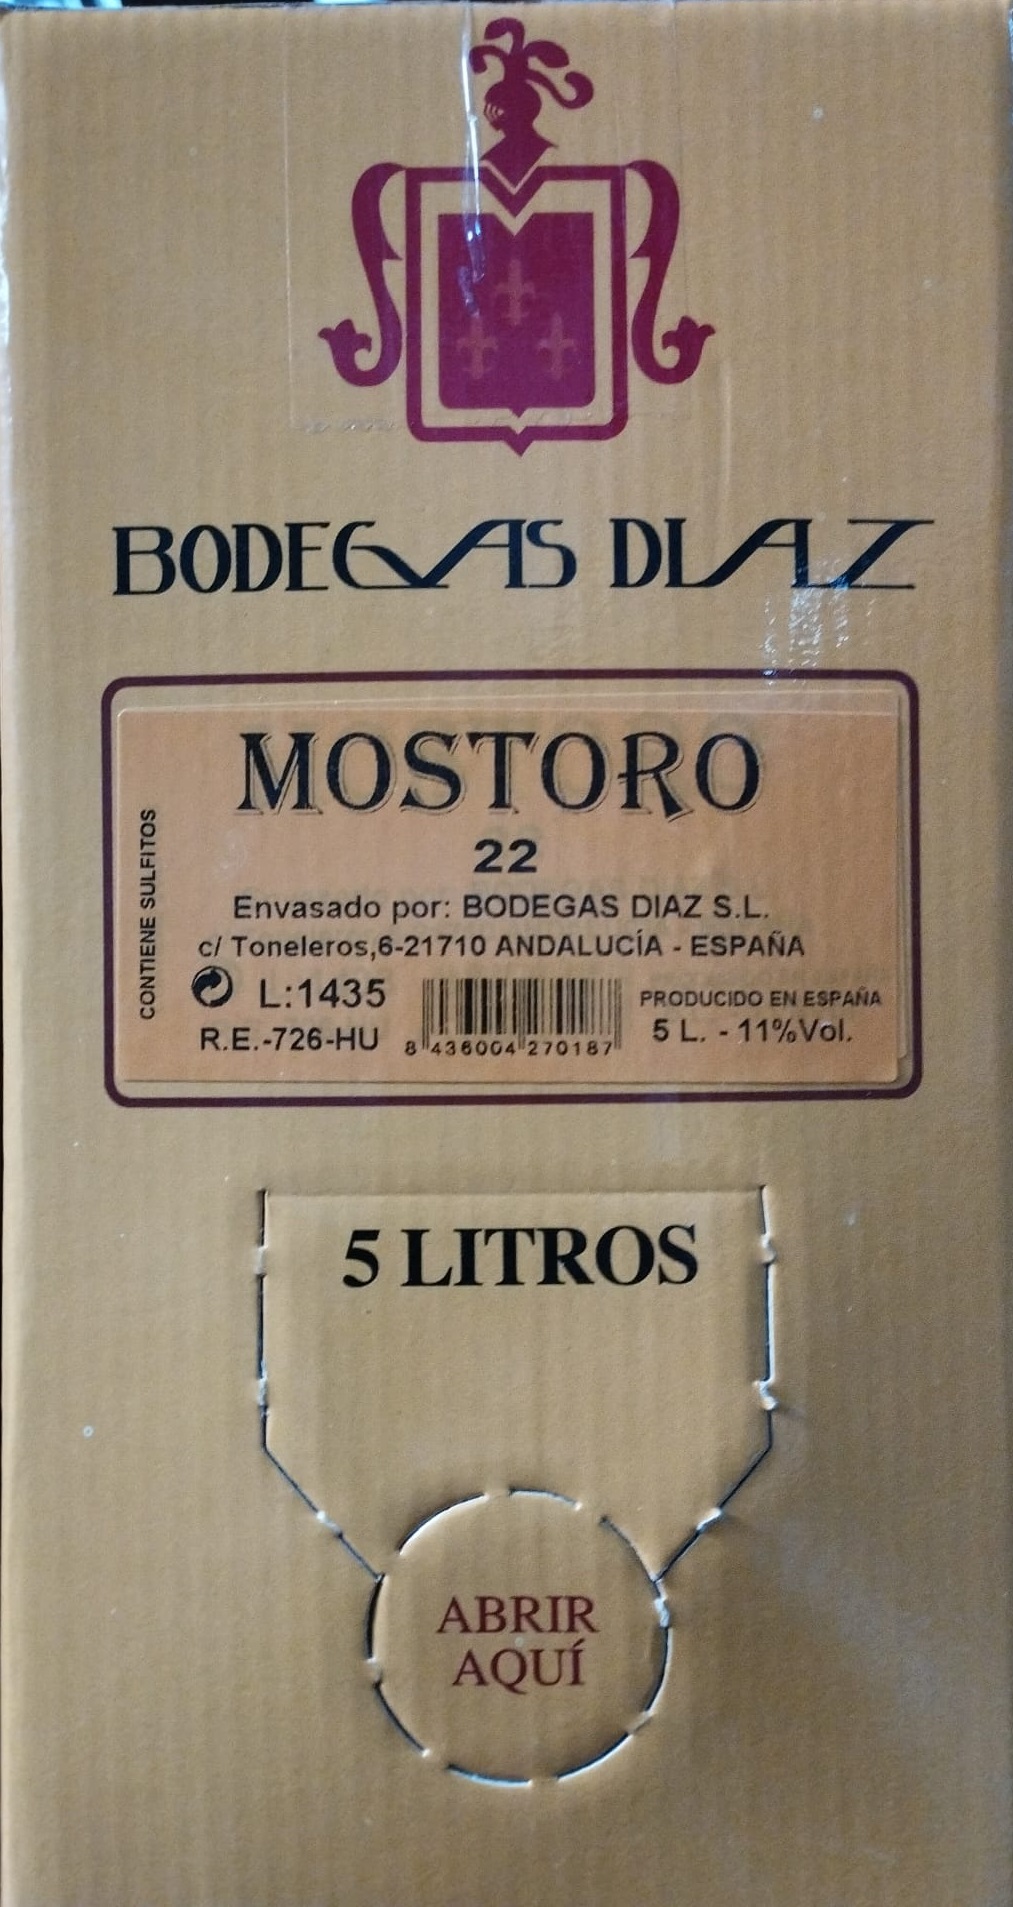 BODEGAS DIAZ
MOSTORO
22
CONTIENE SULFITOS
Envasado por: BODEGAS DIAZ S.L.
c/ Toneleros,6-21710 ANDALUCÍA - ESPAÑA
L:1435
R.E.-726-HU
8 436004 270187
PRODUCIDO EN ESPAÑA
5 L. - 11%Vol.
5 LITROS
ABRIR
AQUÍ